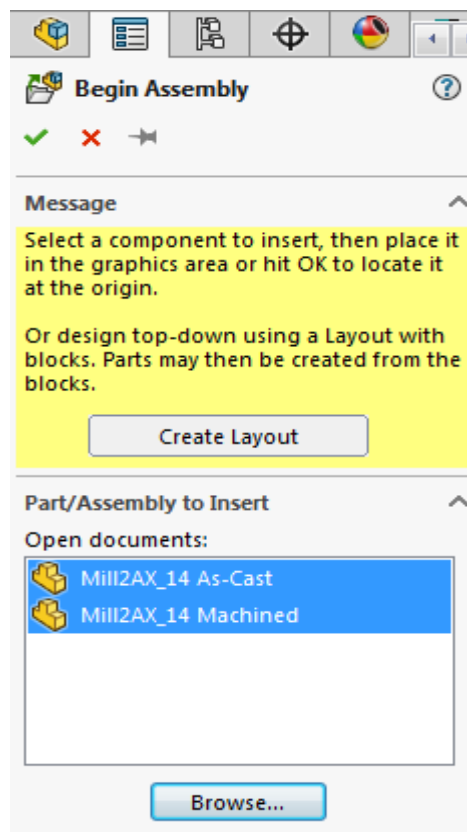 Begin Assembly
Message
Select a component to insert, then place it
in the graphics area or hit OK to locate it
at the origin.
Or design top-down using a Layout with
blocks. Parts may then be created from the
blocks.
Create Layout
Part/Assembly to Insert
Open documents:
Mill2AX_14 As-Cast
Mill2AX_14 Machined
Browse...